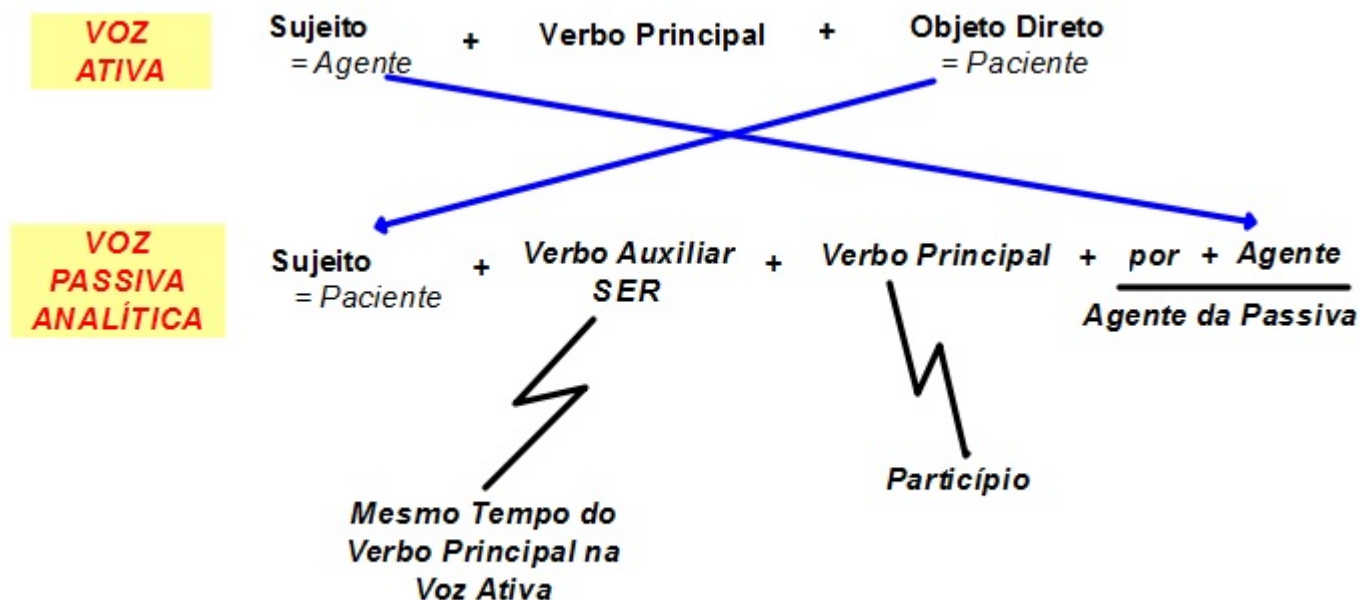 VOZ
ATIVA
Sujeito + Verbo Principal + Objeto Direto
= Agente = Paciente
VOZ
PASSIVA
ANALÍTICA
Sujeito + Verbo Auxiliar + Verbo Principal + por + Agente
= Paciente SER Agente da Passiva
Particípio
Mesmo Tempo do
Verbo Principal na
Voz Ativa